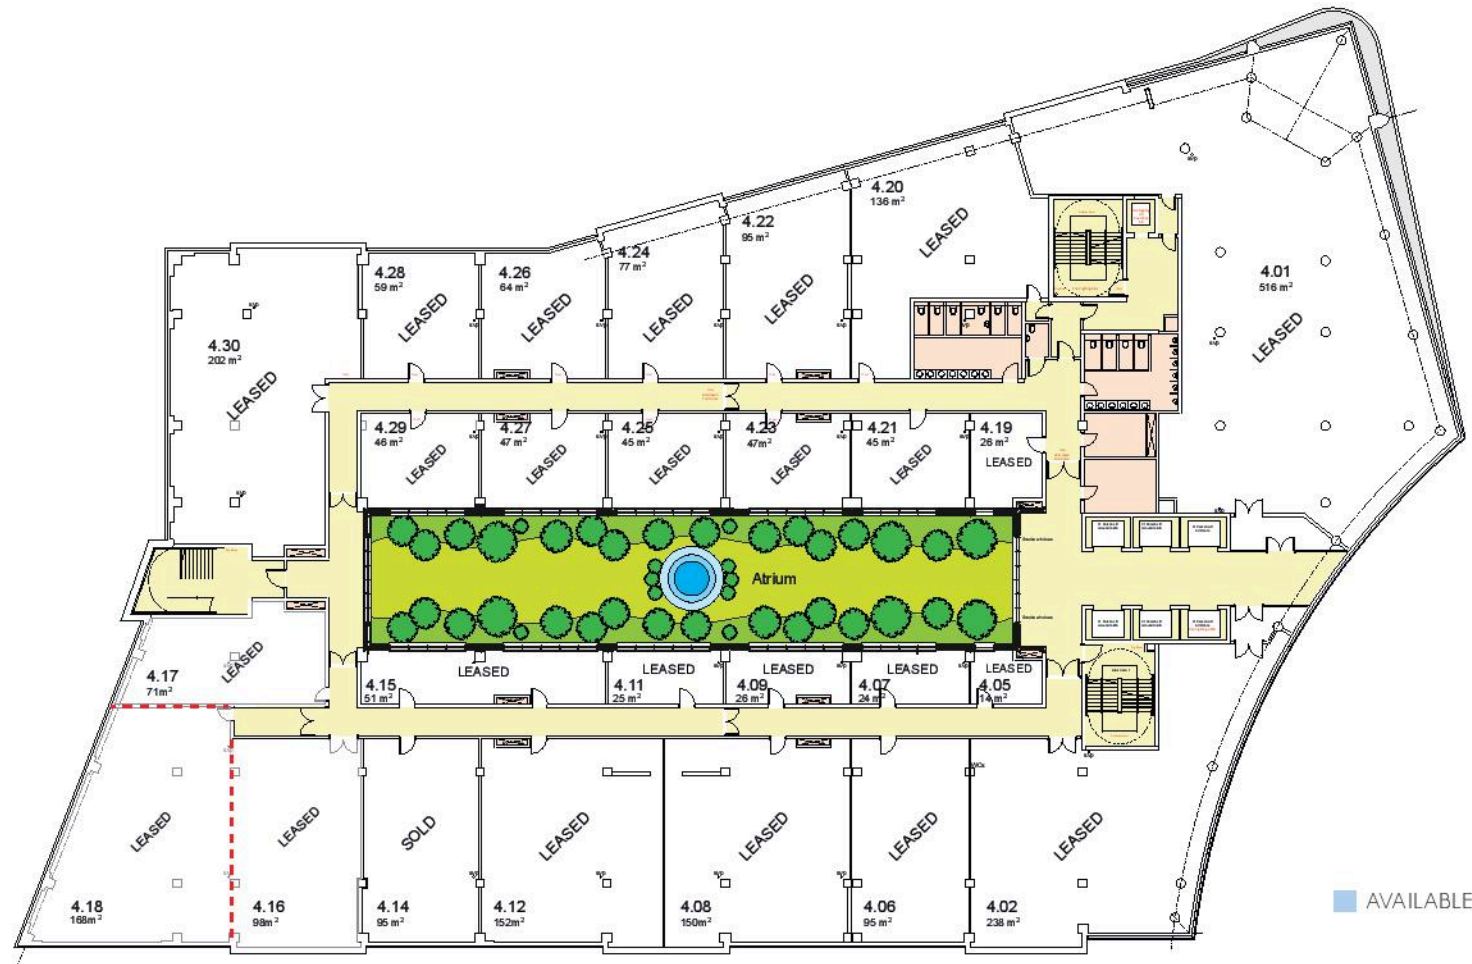 4.20
136 m²
LEASED
4.22
95 m²
LEASED
4.24
77 m²
LEASED
4.26
64 m²
LEASED
4.28
59 m²
LEASED
4.30
202 m²
LEASED
4.01
516 m²
LEASED
4.29
46 m²
LEASED
4.27
47 m²
LEASED
4.25
45 m²
LEASED
4.23
47m²
LEASED
4.21
45 m²
LEASED
4.19
26 m²
LEASED
Atrium
4.17
71m²
LEASED
4.15
51 m²
LEASED
4.11
25 m²
LEASED
4.09
26 m²
LEASED
4.07
24 m²
LEASED
4.05
14 m²
LEASED
4.18
168m²
LEASED
4.16
98m²
LEASED
4.14
95 m²
SOLD
4.12
152m²
LEASED
4.08
150m²
LEASED
4.06
95 m²
LEASED
4.02
238 m²
LEASED
AVAILABLE